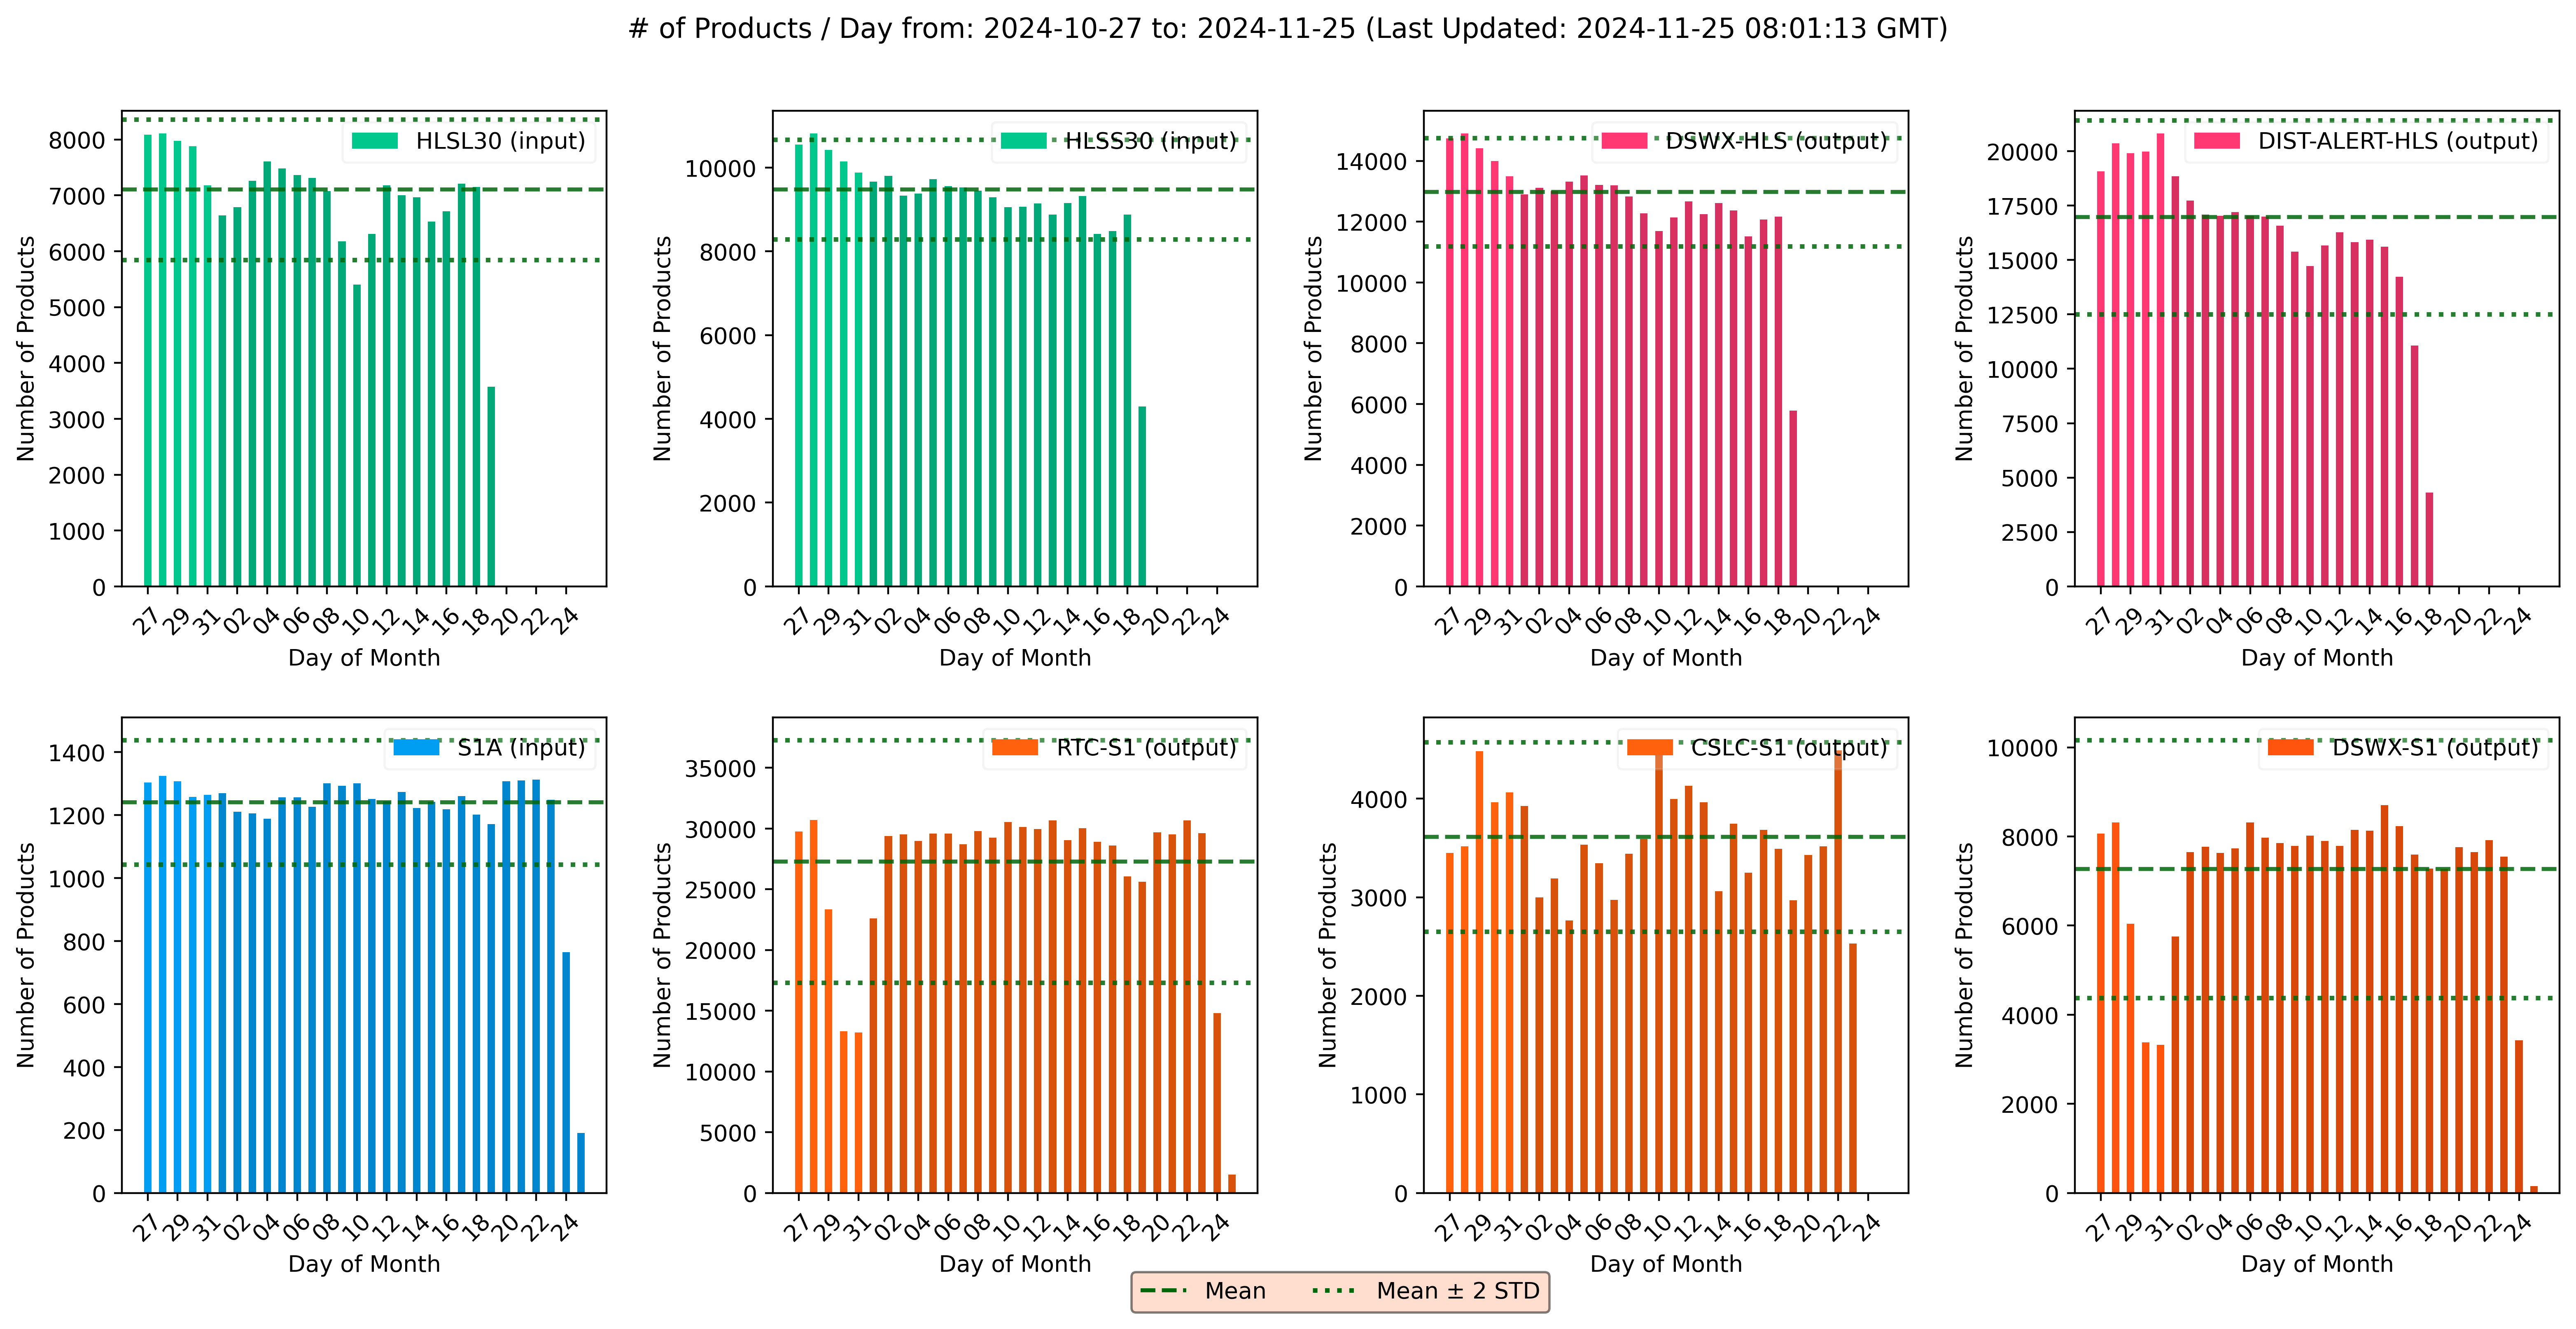 # of Products / Day from: 2024-10-27 to: 2024-11-25 (Last Updated: 2024-11-25 08:01:13 GMT)
HLSL30 (input)
Number of Products
8000
7000
6000
5000
4000
3000
2000
1000
0
27 29 31 02 04 06 08 10 12 14 16 18 20 22 24
Day of Month
HLSS30 (input)
Number of Products
10000
8000
6000
4000
2000
0
27 29 31 02 04 06 08 10 12 14 16 18 20 22 24
Day of Month
DSWX-HLS (output)
Number of Products
14000
12000
10000
8000
6000
4000
2000
0
27 29 31 02 04 06 08 10 12 14 16 18 20 22 24
Day of Month
DIST-ALERT-HLS (output)
Number of Products
20000
17500
15000
12500
10000
7500
5000
2500
0
27 29 31 02 04 06 08 10 12 14 16 18 20 22 24
Day of Month
S1A (input)
Number of Products
1400
1200
1000
800
600
400
200
0
27 29 31 02 04 06 08 10 12 14 16 18 20 22 24
Day of Month
RTC-S1 (output)
Number of Products
35000
30000
25000
20000
15000
10000
5000
0
27 29 31 02 04 06 08 10 12 14 16 18 20 22 24
Day of Month
CSLC-S1 (output)
Number of Products
4000
3000
2000
1000
0
27 29 31 02 04 06 08 10 12 14 16 18 20 22 24
Day of Month
DSWX-S1 (output)
Number of Products
10000
8000
6000
4000
2000
0
27 29 31 02 04 06 08 10 12 14 16 18 20 22 24
Day of Month
Mean
Mean ± 2 STD